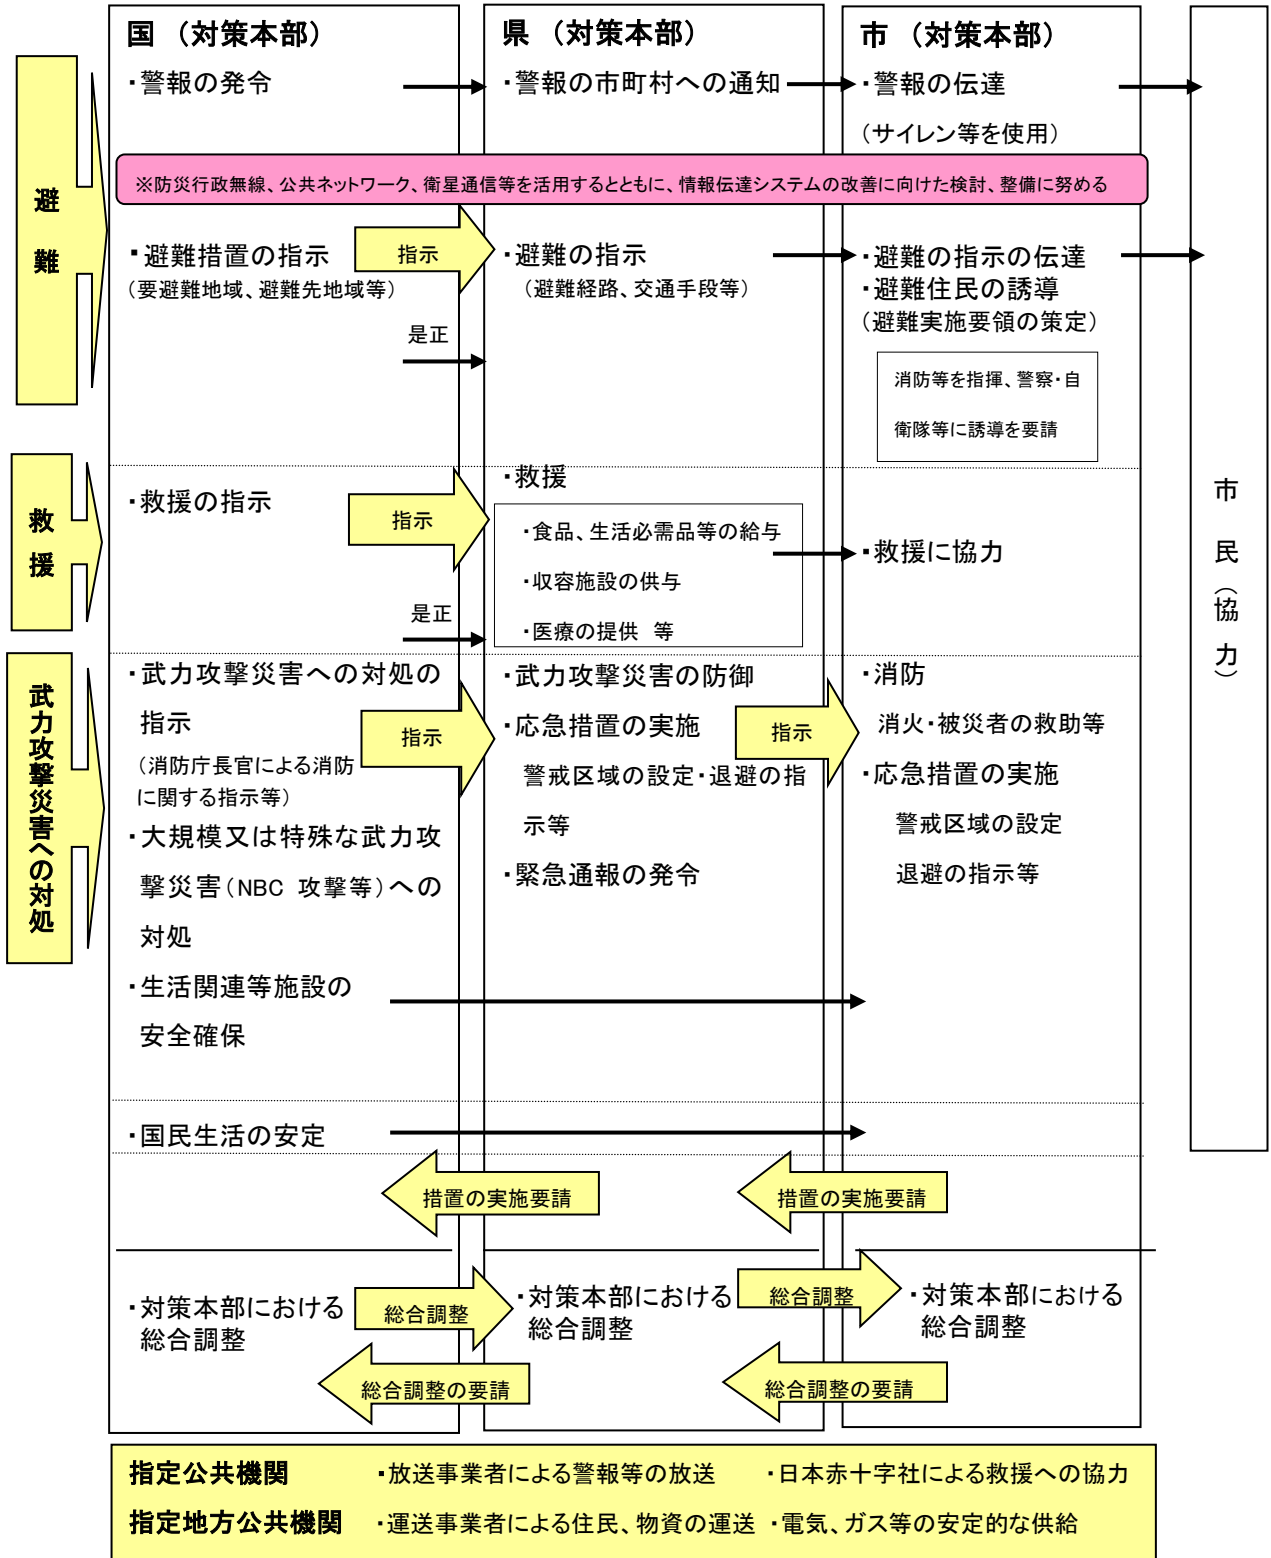 国 （対策本部）
県 （対策本部）
市 （対策本部）
避難
・警報の発令
・警報の市町村への通知
・警報の伝達
（サイレン等を使用）
※防災行政無線、公共ネットワーク、衛星通信等を活用するとともに、情報伝達システムの改善に向けた検討、整備に努める
・避難措置の指示
（要避難地域、避難先地域等）
指示
是正
・避難の指示
（避難経路、交通手段等）
・避難の指示の伝達
・避難住民の誘導
（避難実施要領の策定）
消防等を指揮、警察・自
衛隊等に誘導を要請
救援
・救援の指示
指示
是正
・救援
・食品、生活必需品等の給与
・収容施設の供与
・医療の提供 等
・救援に協力
市民（協力）
武力攻撃災害への対処
・武力攻撃災害への対処の
指示
（消防庁長官による消防
に関する指示等）
・大規模又は特殊な武力攻
撃災害（NBC 攻撃等）への
対処
・生活関連等施設の
安全確保
指示
・武力攻撃災害の防御
・応急措置の実施
警戒区域の設定・退避の指
示等
・緊急通報の発令
指示
・消防
消火・被災者の救助等
・応急措置の実施
警戒区域の設定
退避の指示等
・国民生活の安定
措置の実施要請
措置の実施要請
・対策本部における
総合調整
総合調整
総合調整の要請
・対策本部における
総合調整
総合調整
総合調整の要請
・対策本部における
総合調整
指定公共機関 ・放送事業者による警報等の放送 ・日本赤十字社による救援への協力
指定地方公共機関 ・運送事業者による住民、物資の運送 ・電気、ガス等の安定的な供給